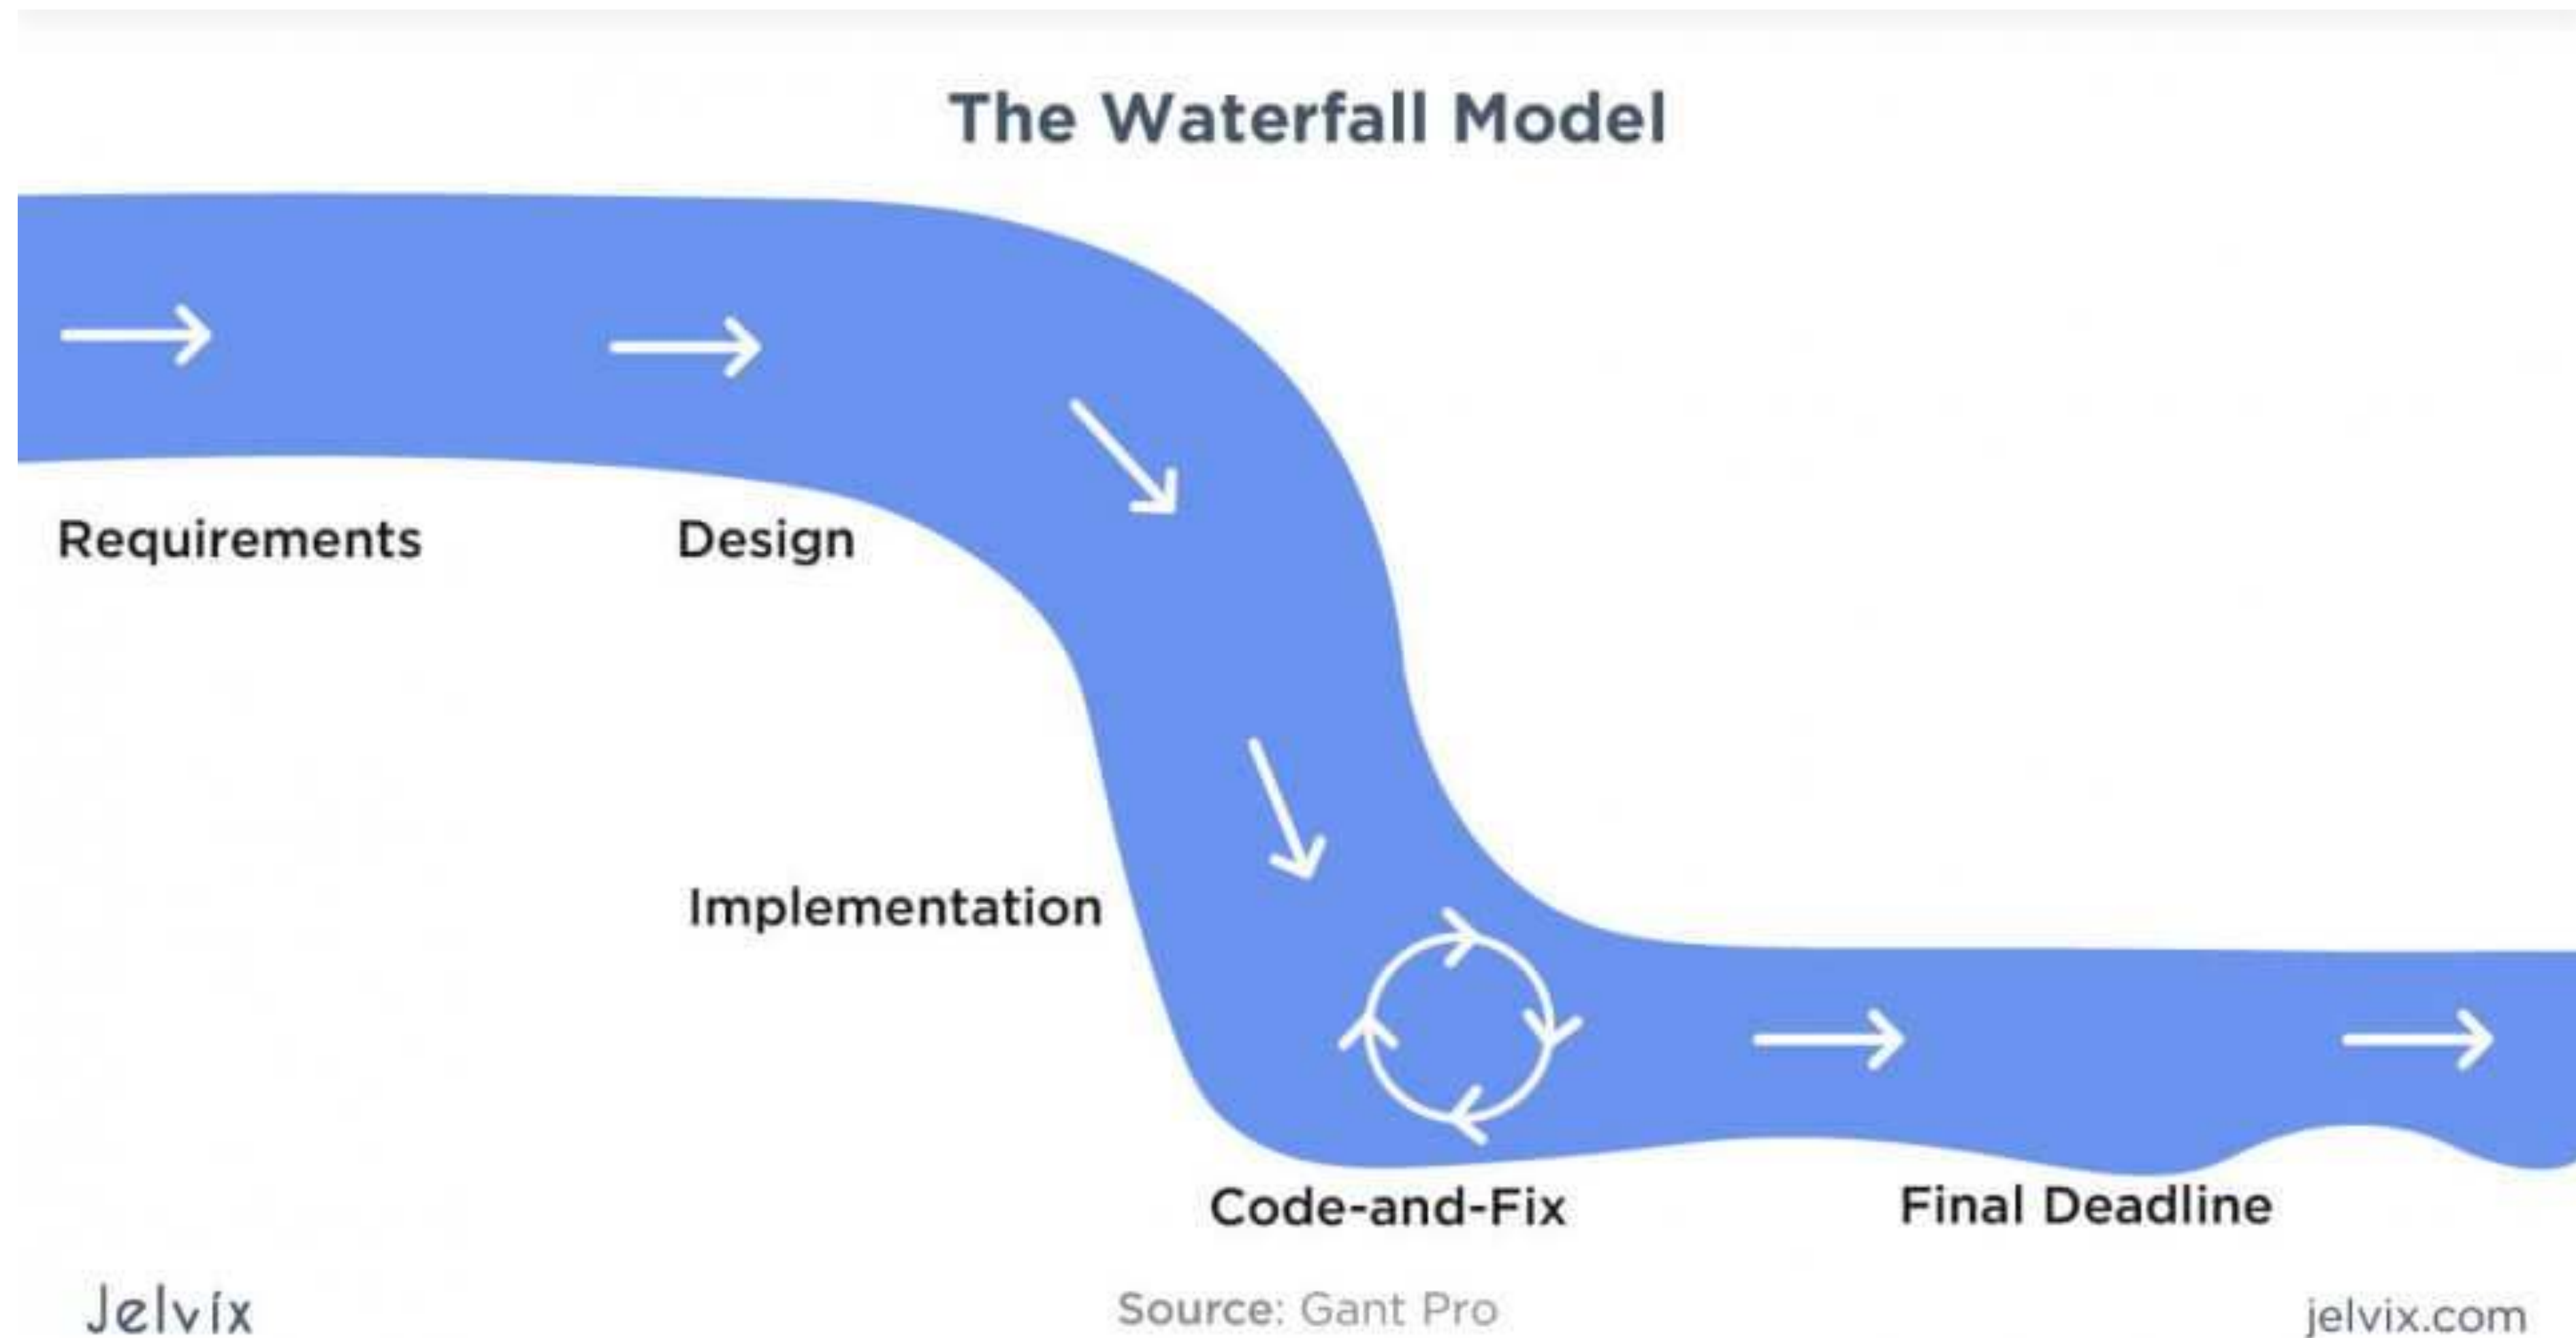 The Waterfall Model
Requirements
Design
Implementation
Code-and-Fix
Final Deadline
Jelvix
Source: Gant Pro
jelvix.com